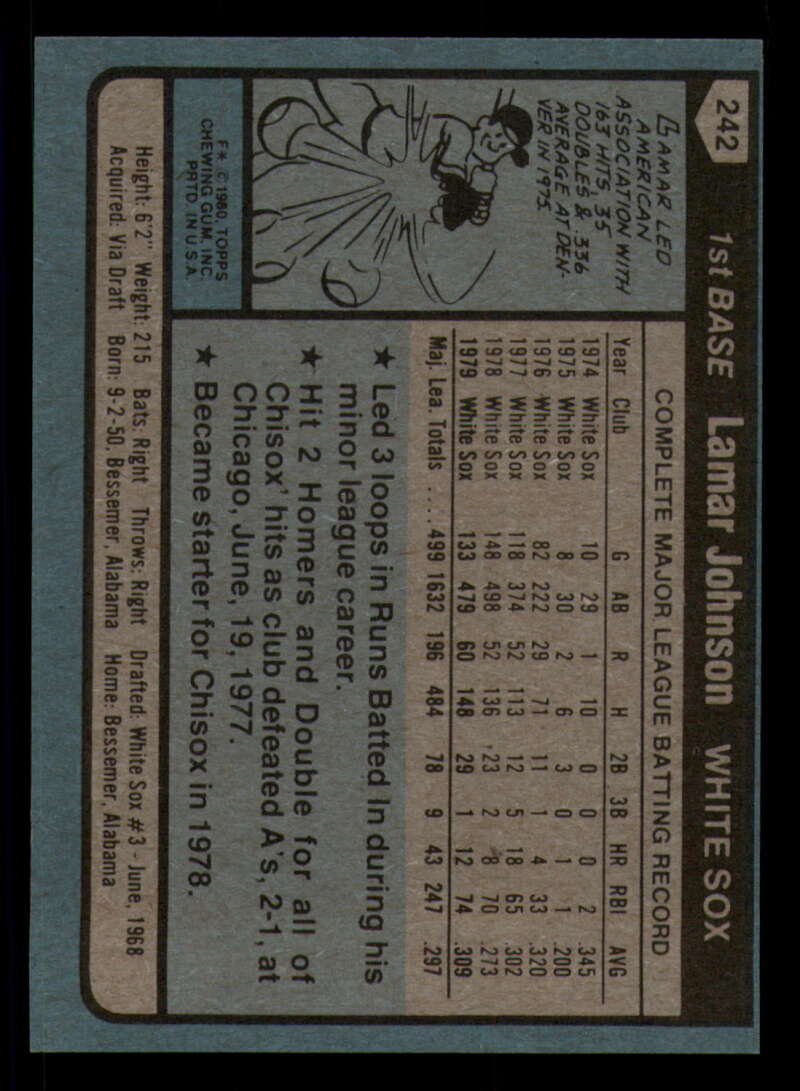 242 1st BASE Lamar Johnson WHITE SOX
LAMAR LED
AMERICAN
ASSOCIATION WITH
163 HITS, 35
DOUBLES & .336
AVERAGE AT DEN-
VER IN 1975.
F* © 1980, TOPPS
CHEWING GUM, INC.
PRTD. IN U.S.A.
COMPLETE MAJOR LEAGUE BATTING RECORD
Year Club G AB R H 2B 3B HR RBI AVG
1974 White Sox 10 29 1 10 0 0 0 2 .345
1975 White Sox 8 30 2 6 3 0 1 1 .200
1976 White Sox 82 222 29 71 11 1 4 33 .320
1977 White Sox 118 374 52 113 12 5 18 65 .302
1978 White Sox 148 498 52 136 23 2 8 70 .273
1979 White Sox 133 479 60 148 29 1 12 74 .309
Maj. Lea. Totals .... 499 1632 196 484 78 9 43 247 .297
★ Led 3 loops in Runs Batted In during his
minor league career.
★ Hit 2 Homers and Double for all of
Chisox' hits as club defeated A's, 2-1, at
Chicago, June, 19, 1977.
★ Became starter for Chisox in 1978.
Height: 6'2" Weight: 215 Bats: Right Throws: Right Drafted: White Sox #3 - June, 1968
Acquired: Via Draft Born: 9-2-50, Bessemer, Alabama Home: Bessemer, Alabama